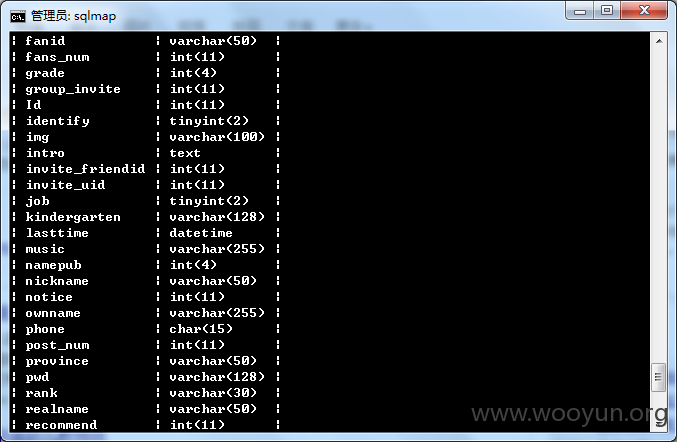 管理员: sqlmap
| fanid | varchar(50) |
| fans_num | int(11) |
| grade | int(4) |
| group_invite | int(11) |
| Id | int(11) |
| identify | tinyint(2) |
| img | varchar(100) |
| intro | text |
| invite_friendid | int(11) |
| invite_uid | int(11) |
| job | tinyint(2) |
| kindergarten | varchar(128) |
| lasttime | datetime |
| music | varchar(255) |
| namepub | int(4) |
| nickname | varchar(50) |
| notice | int(11) |
| ownname | varchar(255) |
| phone | char(15) |
| post_num | int(11) |
| province | varchar(50) |
| pwd | varchar(128) |
| rank | varchar(30) |
| realname | varchar(50) |
| recommend | int(11) |
www.wooyun.org